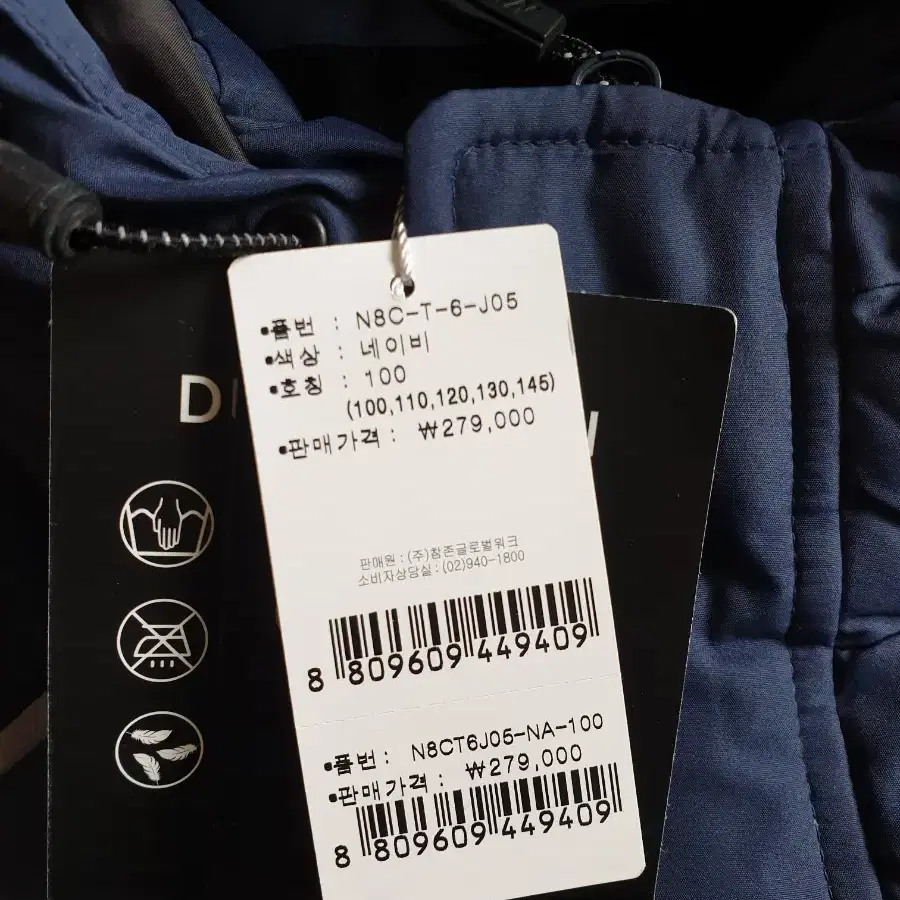 •품번 : N8C-T-6-J05
•색상 : 네이비
•호칭 : 100
(100,110,120,130,145)
•판매가격 : ₩279,000
판매원 : (주)참존글로벌워크
소비자상담실 : (02)940-1800
8 809609 449409
•품번 : N8CT6J05-NA-100
•판매가격 : ₩279,000
8 809609 449409